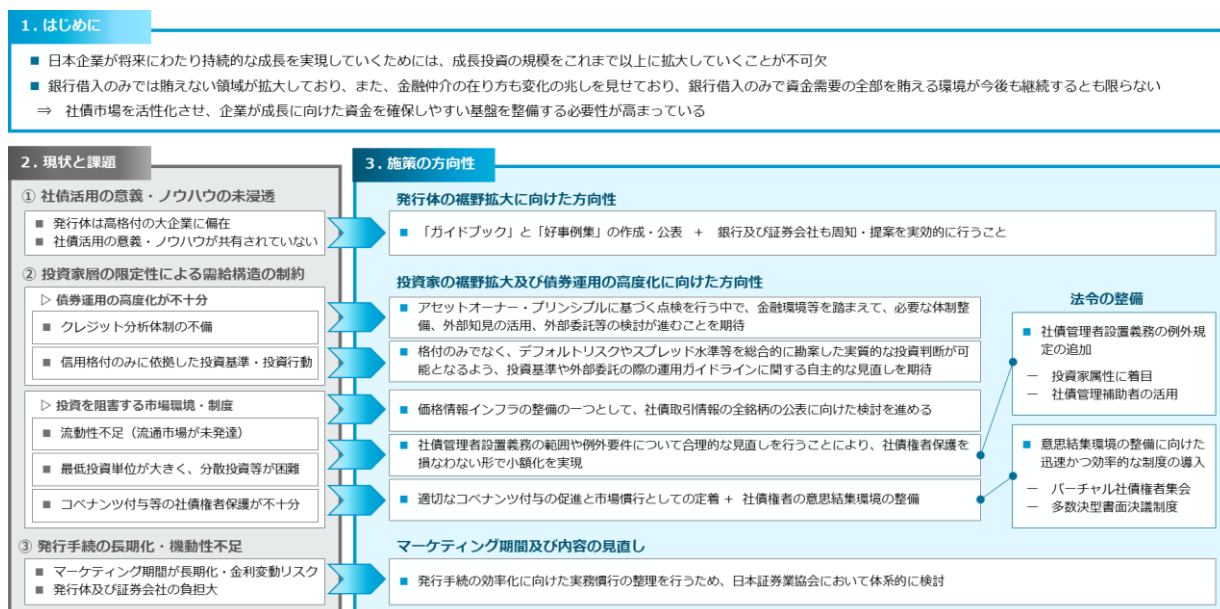 1．はじめに
■ 日本企業が将来にわたり持続的な成長を実現していくためには、成長投資の規模をこれまで以上に拡大していくことが不可欠
■ 銀行借入のみでは賄えない領域が拡大しており、また、金融仲介の在り方も変化の兆しを見せており、銀行借入のみで資金需要の全部を賄える環境が今後も継続するとも限らない
⇒ 社債市場を活性化させ、企業が成長に向けた資金を確保しやすい基盤を整備する必要性が高まっている
2．現状と課題
① 社債活用の意義・ノウハウの未浸透
■ 発行体は高格付の大企業に偏在
■ 社債活用の意義・ノウハウが共有されていない
② 投資家層の限定性による需給構造の制約
▷ 債券運用の高度化が不十分
■ クレジット分析体制の不備
■ 信用格付のみに依拠した投資基準・投資行動
▷ 投資を阻害する市場環境・制度
■ 流動性不足（流通市場が未発達）
■ 最低投資単位が大きく、分散投資等が困難
■ コベナンツ付与等の社債権者保護が不十分
③ 発行手続の長期化・機動性不足
■ マーケティング期間が長期化・金利変動リスク
■ 発行体及び証券会社の負担大
3．施策の方向性
発行体の裾野拡大に向けた方向性
■ 「ガイドブック」と「好事例集」の作成・公表 ＋ 銀行及び証券会社も周知・提案を実効的に行うこと
投資家の裾野拡大及び債券運用の高度化に向けた方向性
■ アセットオーナー・プリンシプルに基づく点検を行う中で、金融環境等を踏まえて、必要な体制整
備、外部知見の活用、外部委託等の検討が進むことを期待
■ 格付のみでなく、デフォルトリスクやスプレッド水準等を総合的に勘案した実質的な投資判断が可
能となるよう、投資基準や外部委託の際の運用ガイドラインに関する自主的な見直しを期待
■ 価格情報インフラの整備の一つとして、社債取引情報の全銘柄の公表に向けた検討を進める
■ 社債管理者設置義務の範囲や例外要件について合理的な見直しを行うことにより、社債権者保護を
損なわない形で小額化を実現
■ 適切なコベナンツ付与の促進と市場慣行としての定着 ＋ 社債権者の意思結集環境の整備
マーケティング期間及び内容の見直し
■ 発行手続の効率化に向けた実務慣行の整理を行うため、日本証券業協会において体系的に検討
法令の整備
■ 社債管理者設置義務の例外規
定の追加
― 投資家属性に着目
― 社債管理補助者の活用
■ 意思結集環境の整備に向けた
迅速かつ効率的な制度の導入
― バーチャル社債権者集会
― 多数決型書面決議制度